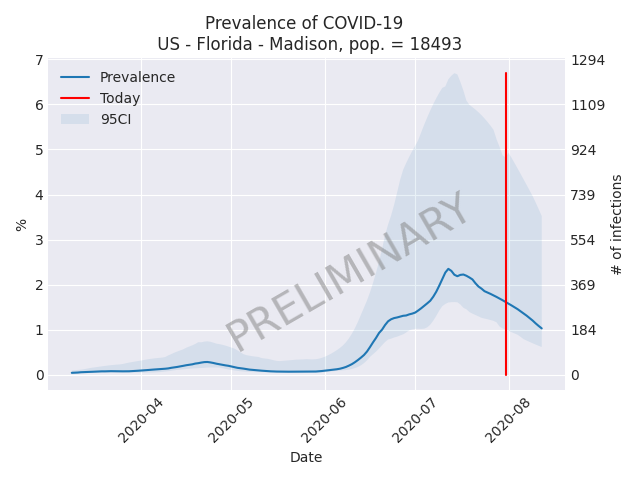 Prevalence of COVID-19
US - Florida - Madison, pop. = 18493
Prevalence
Today
95CI
7
6
5
4
3
2
1
0
%
1294
1109
924
739
554
369
184
0
# of infections
PRELIMINARY
2020-04
2020-05
2020-06
2020-07
2020-08
Date